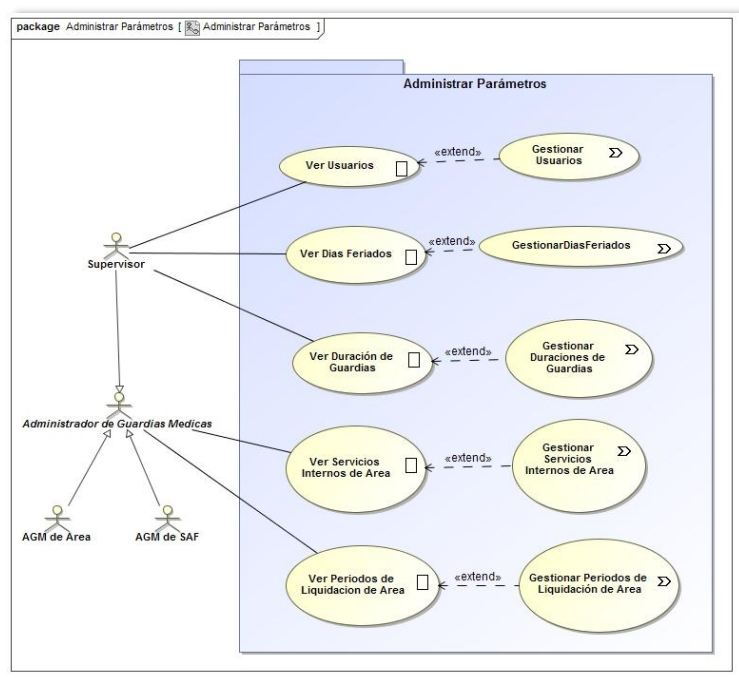 package Administrar Parámetros [ Administrar Parámetros ]
Administrar Parámetros
Ver Usuarios
«extend»
Gestionar
Usuarios
Supervisor
Ver Dias Feriados
«extend»
GestionarDiasFeriados
Ver Duración de
Guardias
«extend»
Gestionar
Duraciones de
Guardias
Administrador de Guardias Medicas
Ver Servicios
Internos de Area
«extend»
Gestionar
Servicios
Internos de Area
AGM de Area
AGM de SAF
Ver Periodos de
Liquidacion de Area
«extend»
Gestionar Periodos de
Liquidación de Area